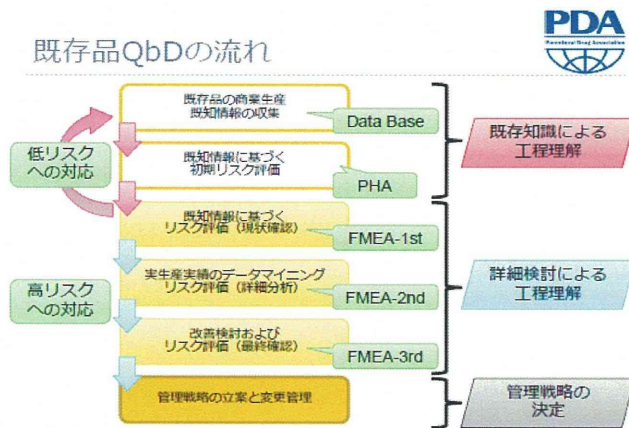 PDA
Parenteral Drug Association
既存品QbDの流れ
既存品の商業生産
既知情報の収集
Data Base
既存知識による
工程理解
低リスク
への対応
既知情報に基づく
初期リスク評価
PHA
既知情報に基づく
リスク評価（現状確認）
FMEA-1st
実生産実績のデータマイニング
リスク評価（詳細分析）
FMEA-2nd
詳細検討による
工程理解
高リスク
への対応
改善検討および
リスク評価（最終確認）
FMEA-3rd
管理戦略の立案と変更管理
管理戦略の
決定